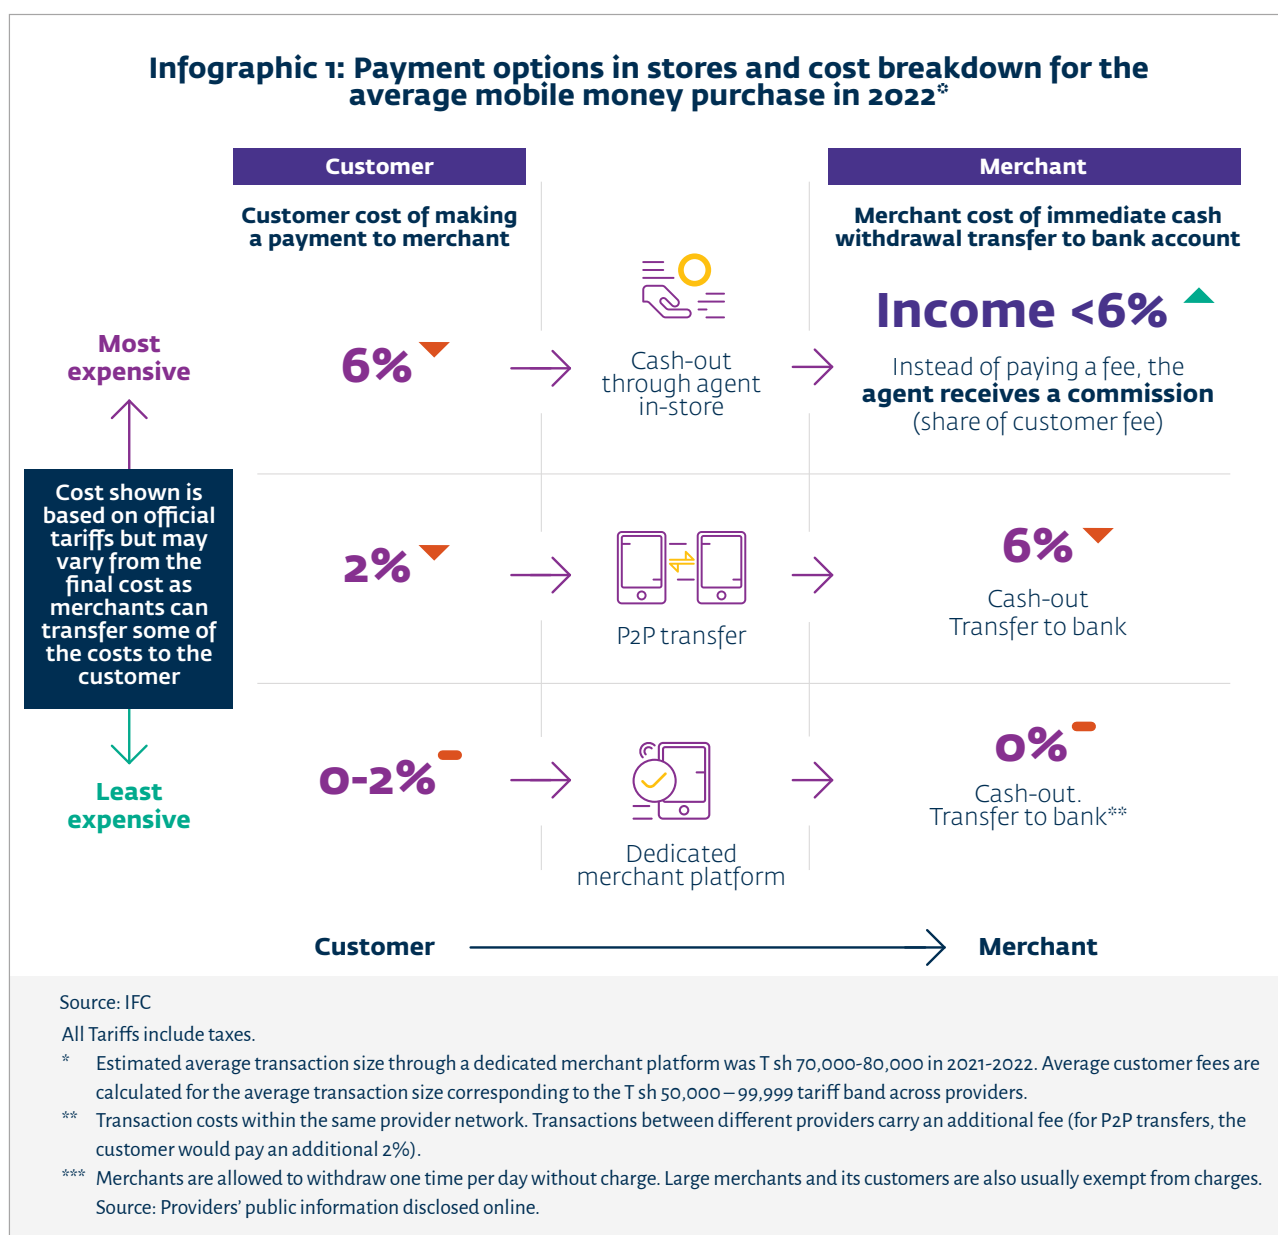 Infographic 1: Payment options in stores and cost breakdown for the
average mobile money purchase in 2022*
Customer
Merchant
Customer cost of making
a payment to merchant
Merchant cost of immediate cash
withdrawal transfer to bank account
Most
expensive
6%
Cash-out
through agent
in-store
Income <6%
Instead of paying a fee, the
agent receives a commission
(share of customer fee)
Cost shown is
based on official
tariffs but may
vary from the
final cost as
merchants can
transfer some of
the costs to the
customer
2%
P2P transfer
6%
Cash-out
Transfer to bank
Least
expensive
0-2%
Dedicated
merchant platform
0%
Cash-out.
Transfer to bank**
Customer
Merchant
Source: IFC
All Tariffs include taxes.
* Estimated average transaction size through a dedicated merchant platform was T sh 70,000-80,000 in 2021-2022. Average customer fees are
calculated for the average transaction size corresponding to the T sh 50,000 – 99,999 tariff band across providers.
** Transaction costs within the same provider network. Transactions between different providers carry an additional fee (for P2P transfers, the
customer would pay an additional 2%).
*** Merchants are allowed to withdraw one time per day without charge. Large merchants and its customers are also usually exempt from charges.
Source: Providers' public information disclosed online.